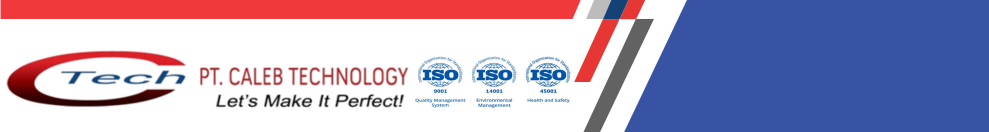 Tech
PT. CALEB TECHNOLOGY
Let's Make It Perfect!
ISO
9001
Quality Management
System
ISO
14001
Environmental
Management
ISO
45001
Health and Safety